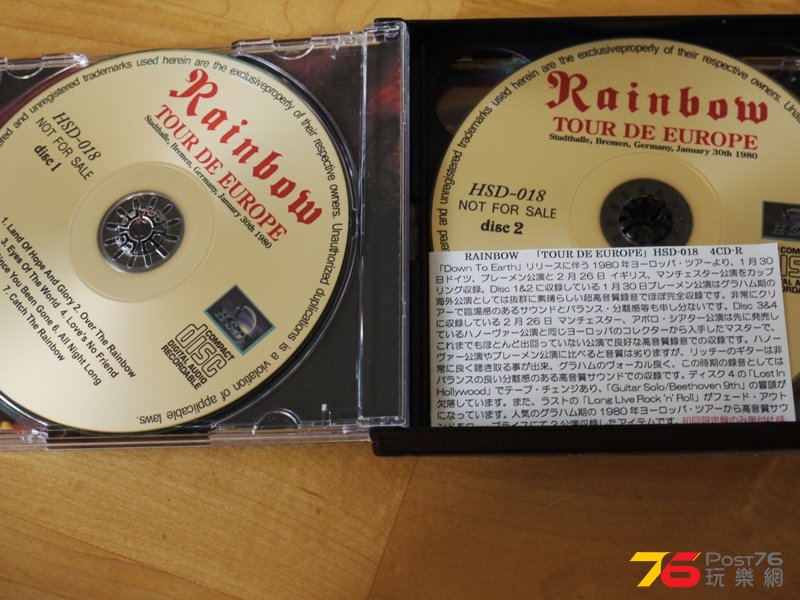 ered and unregistered trademarks used herein are the exclusiveproperty of their respective owners. Unauthorized duplications is a violation of applicable laws.
Rainbow
TOUR DE EUROPE
Stadthalle, Bremen, Germany, January 30th 1980
HSD-018
NOT FOR SALE
disc 1
1. Land Of Hope And Glory 2. Over The Rainbow
3. Eyes Of The World 4. Love's No Friend
nce You Been Gone 6. All Night Long
7. Catch The Rainbow
HSD
COMPACT
disc
DIGITAL AUDIO
RECORDABLE
ered and unregistered trademarks used herein are the exclusiveproperty of their respective owners.
Rainbow
TOUR DE EUROPE
Stadthalle, Bremen, Germany, January 30th 1980
HSD-018
NOT FOR SALE
disc 2
RAINBOW 「TOUR DE EUROPE」 HSD-018 4CD-R
「Down To Earth」リリースに伴う1980年ヨーロッパ・ツアーより、1月30
日ドイツ、ブレーメン公演と2月26日イギリス、マンチェスター公演をカップ
リング収録。Disc 1&2に収録している1月30日ブレーメン公演はグラハム期の
海外公演としては抜群に素晴らしい超高音質録音でほぼ完全収録です。非常にクリ
アーで臨場感のあるサウンドとバランス・分離感等も申し分ないです。Disc 3&4
に収録している2月26日マンチェスター、アポロ・シアター公演は先に発売し
ているハノーヴァー公演と同じヨーロッパのコレクターから入手したマスターで、
これまでもほとんど出回っていない公演で良好な高音質録音での収録です。ハノー
ヴァー公演やブレーメン公演に比べると音質は劣りますが、リッチーのギターは非
常に良く聴き取る事が出来、グラハムのヴォーカル良く、この時期の録音としては
バランスの良い分離感のある高音質サウンドでの収録です。ディスク4の「Lost In
Hollywood」でテープ・チェンジあり、「Guitar Solo/Beethoven 9th」の冒頭が
欠落しています。また、ラストの「Long Live Rock 'n' Roll」がフェード・アウト
になっています。人気のグラハム期の1980年ヨーロッパ・ツアーから高音質サウ
76 POST76
玩樂網